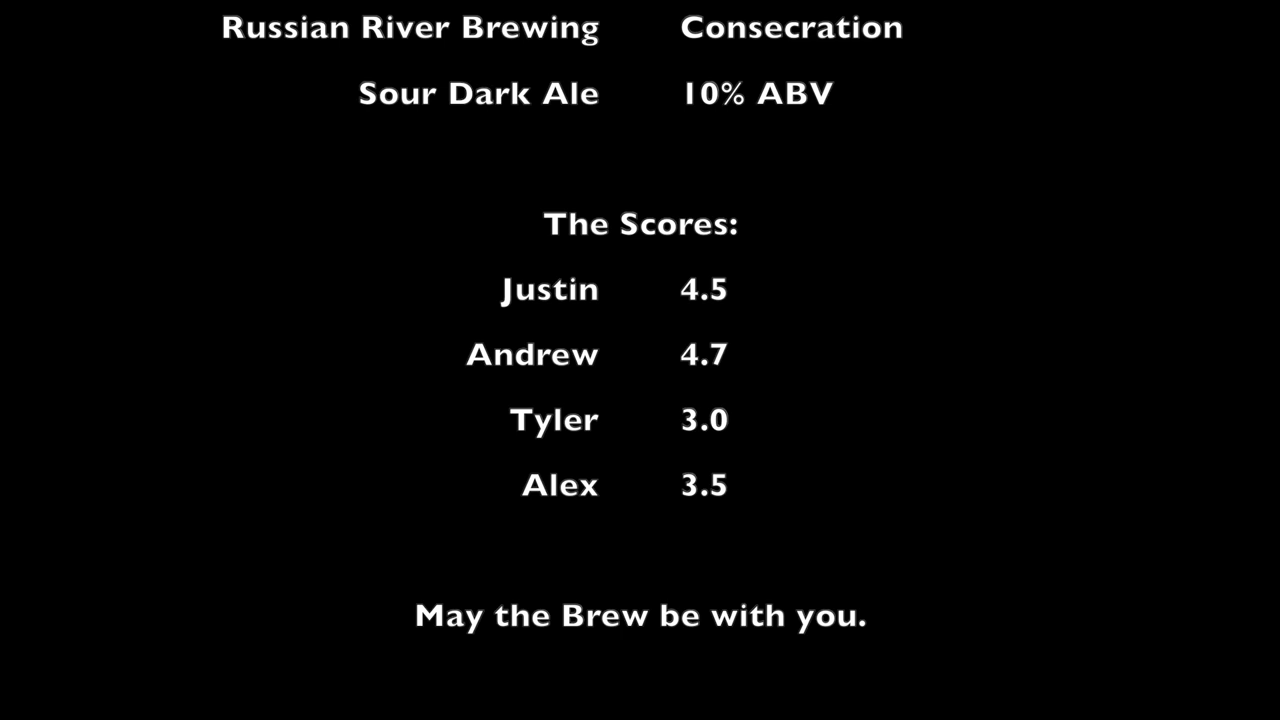 Russian River Brewing Consecration
Sour Dark Ale 10% ABV
The Scores:
Justin 4.5
Andrew 4.7
Tyler 3.0
Alex 3.5
May the Brew be with you.